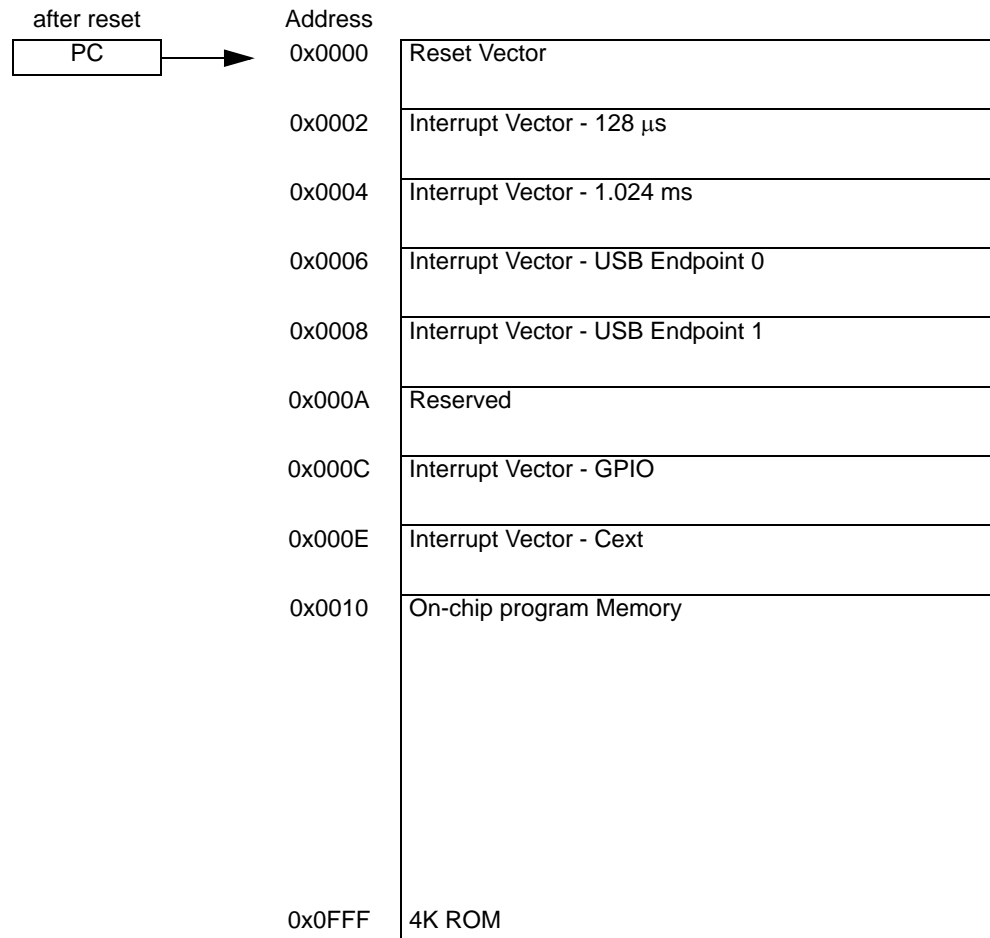 after reset Address
PC 0x0000 Reset Vector
0x0002 Interrupt Vector - 128 μs
0x0004 Interrupt Vector - 1.024 ms
0x0006 Interrupt Vector - USB Endpoint 0
0x0008 Interrupt Vector - USB Endpoint 1
0x000A Reserved
0x000C Interrupt Vector - GPIO
0x000E Interrupt Vector - Cext
0x0010 On-chip program Memory
0x0FFF 4K ROM